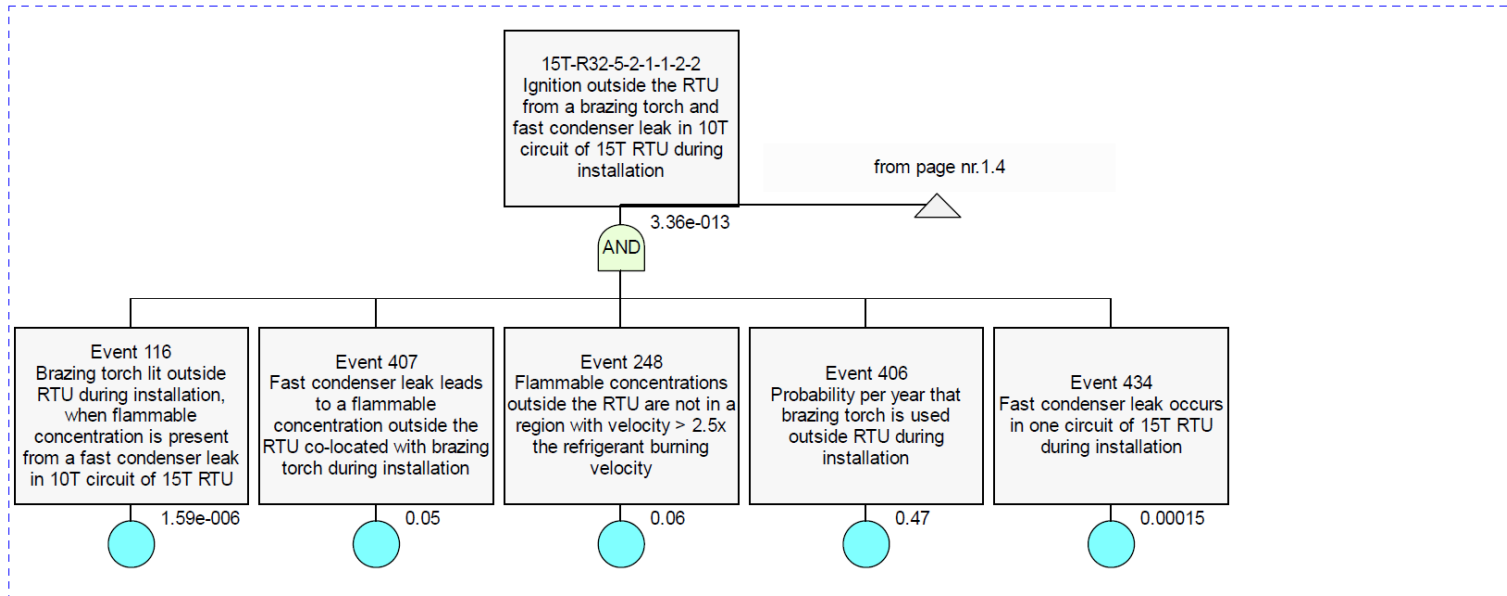 15T-R32-5-2-1-1-2-2
Ignition outside the RTU
from a brazing torch and
fast condenser leak in 10T
circuit of 15T RTU during
installation
from page nr.1.4
3.36e-013
AND
Event 116
Brazing torch lit outside
RTU during installation,
when flammable
concentration is present
from a fast condenser leak
in 10T circuit of 15T RTU
1.59e-006
Event 407
Fast condenser leak leads
to a flammable
concentration outside the
RTU co-located with brazing
torch during installation
0.05
Event 248
Flammable concentrations
outside the RTU are not in a
region with velocity > 2.5x
the refrigerant burning
velocity
0.06
Event 406
Probability per year that
brazing torch is used
outside RTU during
installation
0.47
Event 434
Fast condenser leak occurs
in one circuit of 15T RTU
during installation
0.00015